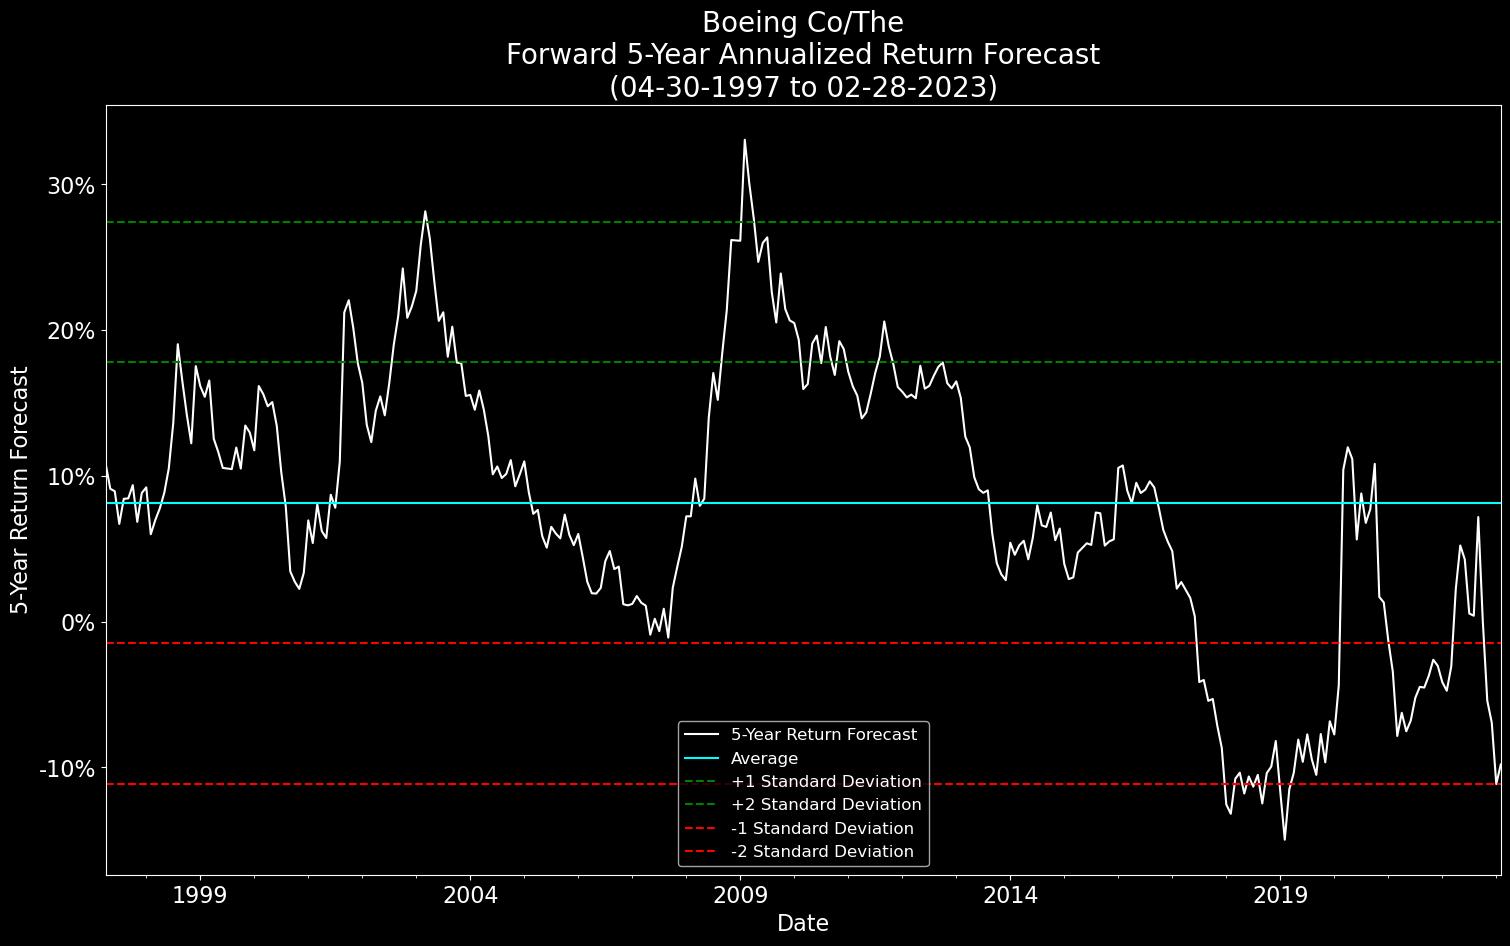 Boeing Co/The
Forward 5-Year Annualized Return Forecast
(04-30-1997 to 02-28-2023)
5-Year Return Forecast
30%
20%
10%
0%
-10%
5-Year Return Forecast
Average
+1 Standard Deviation
+2 Standard Deviation
-1 Standard Deviation
-2 Standard Deviation
1999
2004
2009
2014
2019
Date